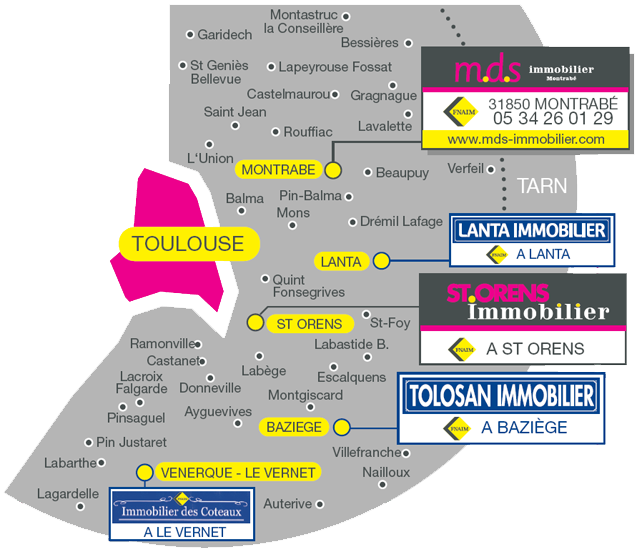 Montastruc
la Conseillère
Garidech
Bessières
St Geniès
Bellevue
Lapeyrouse Fossat
m.d.s immobilier
Montrabé
Castelmaurou
Gragnague
FNAIM
31850 MONTRABÉ
05 34 26 01 29
Saint Jean
Lavalette
Rouffiac
www.mds-immobilier.com
L'Union
MONTRABE
Beaupuy
Verfeil
TARN
Balma
Pin-Balma
Mons
Drémil Lafage
LANTA IMMOBILIER
TOULOUSE
LANTA
FNAIM
A LANTA
Quint
Fonsegrives
ST.ORENS
immobilier
ST ORENS
St-Foy
Ramonville
Labastide B.
FNAIM
A ST ORENS
Castanet
Labège
Escalquens
Lacroix
Falgarde
Donneville
Montgiscard
TOLOSAN IMMOBILIER
Pinsaguel
Ayguevives
BAZIEGE
FNAIM
A BAZIÈGE
Pin Justaret
Villefranche
Labarthe
VENERQUE - LE VERNET
Nailloux
Lagardelle
FNAIM
Immobilier des Coteaux
Auterive
A LE VERNET